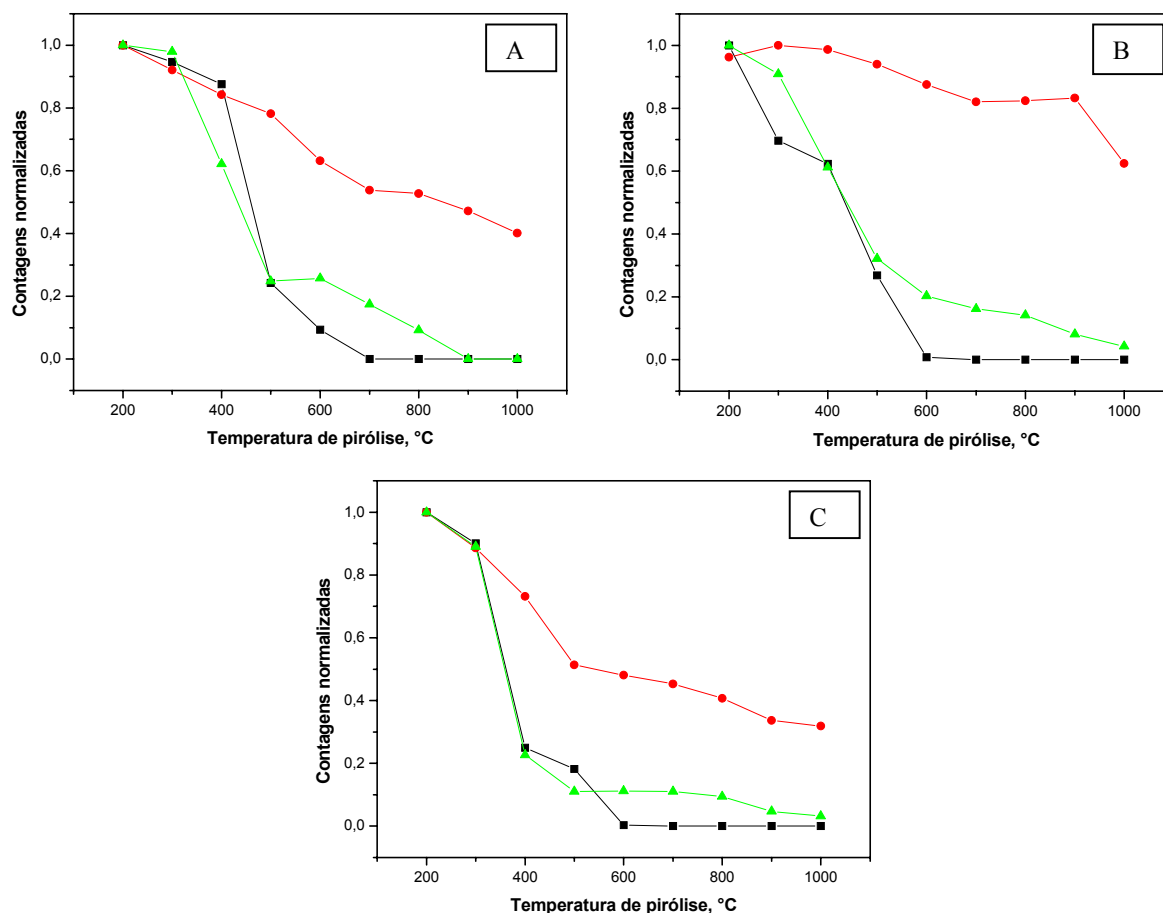 A
1,0
0,8
0,6
0,4
0,2
0,0
Contagens normalizadas
200 400 600 800 1000
Temperatura de pirólise, °C
B
1,0
0,8
0,6
0,4
0,2
0,0
Contagens normalizadas
200 400 600 800 1000
Temperatura de pirólise, °C
C
1,0
0,8
0,6
0,4
0,2
0,0
Contagens normalizadas
200 400 600 800 1000
Temperatura de pirólise, °C